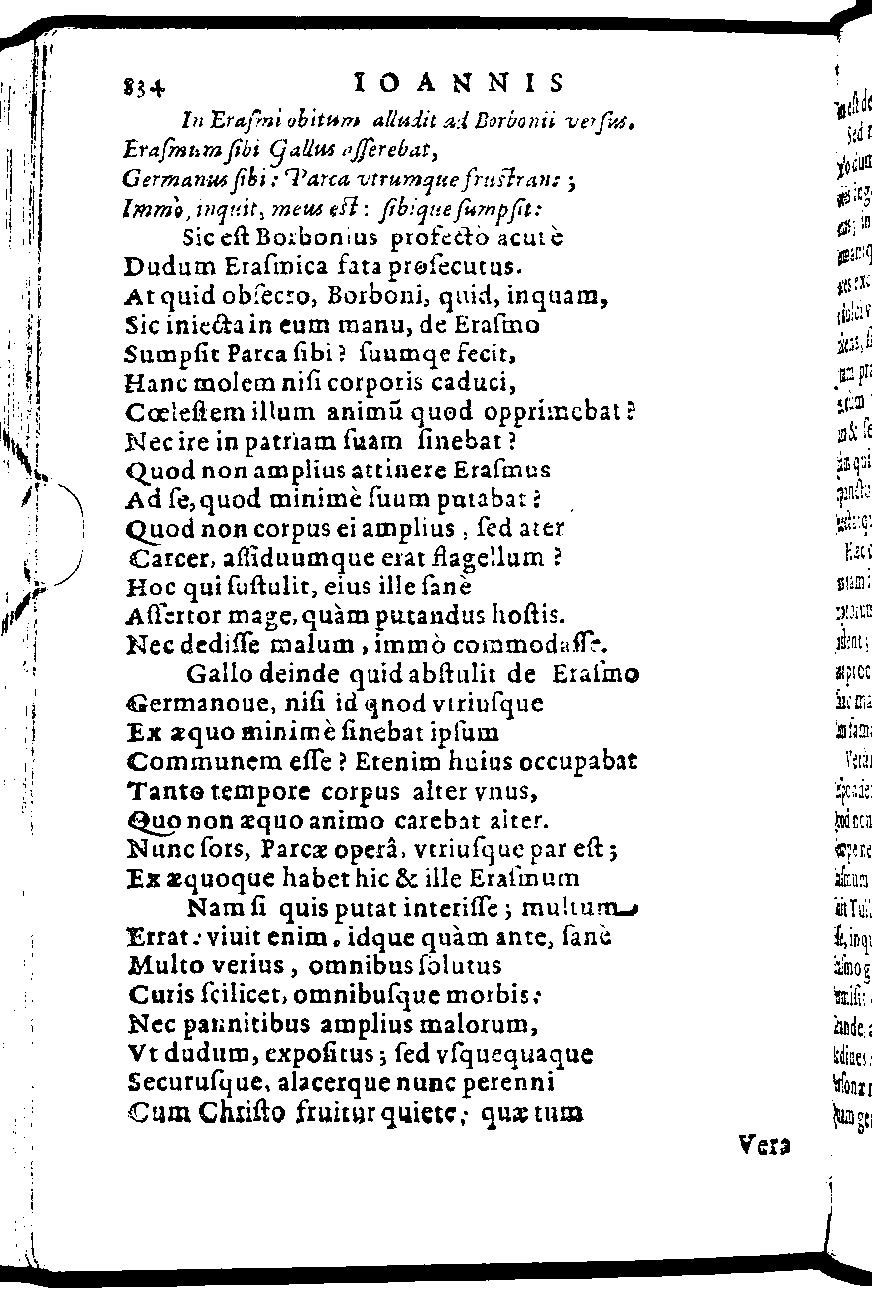 834 IOANNIS
In Eraſmi obitum alludit ad Borbonii verſus.
Eraſmum ſibi Gallus aſſerebat,
Germanus ſibi: Parca vtrumque fruſtrans;
Immò, inquit, meus eſt: ſibique ſumpſit:
Sic eſt Borbonius profectò acutè
Dudum Eraſmica fata proſecutus.
At quid obſecro, Borboni, quid, inquam,
Sic iniecta in eum manu, de Eraſmo
Sumpſit Parca ſibi? ſuumqe fecit,
Hanc molem niſi corporis caduci,
Cœleſtem illum animū quod opprimebat?
Nec ire in patriam ſuam ſinebat?
Quod non amplius attinere Eraſmus
Ad ſe, quod minimè ſuum putabat?
Quod non corpus ei amplius, ſed ater
Carcer, aſſiduumque erat flagellum?
Hoc qui ſuſtulit, eius ille ſanè
Aſſertor mage, quàm putandus hoſtis.
Nec dediſſe malum, immò commodaſſe.
Gallo deinde quid abſtulit de Eraſmo
Germanoue, niſi id qnod vtriuſque
Ex æquo minimè ſinebat ipſum
Communem eſſe? Etenim huius occupabat
Tanto tempore corpus alter vnus,
Quo non æquo animo carebat alter.
Nunc ſors, Parcæ operâ, vtriuſque par eſt;
Ex æquoque habet hic & ille Eraſmum
Nam ſi quis putat interiſſe; multum
Errat: viuit enim, idque quàm ante, ſanè
Multo verius, omnibus ſolutus
Curis ſcilicet, omnibuſque morbis:
Nec pannitibus amplius malorum,
Vt dudum, expoſitus; ſed vſquequaque
Securuſque, alacerque nunc perenni
Cum Chriſto fruitur quiete; quæ tum
Vera